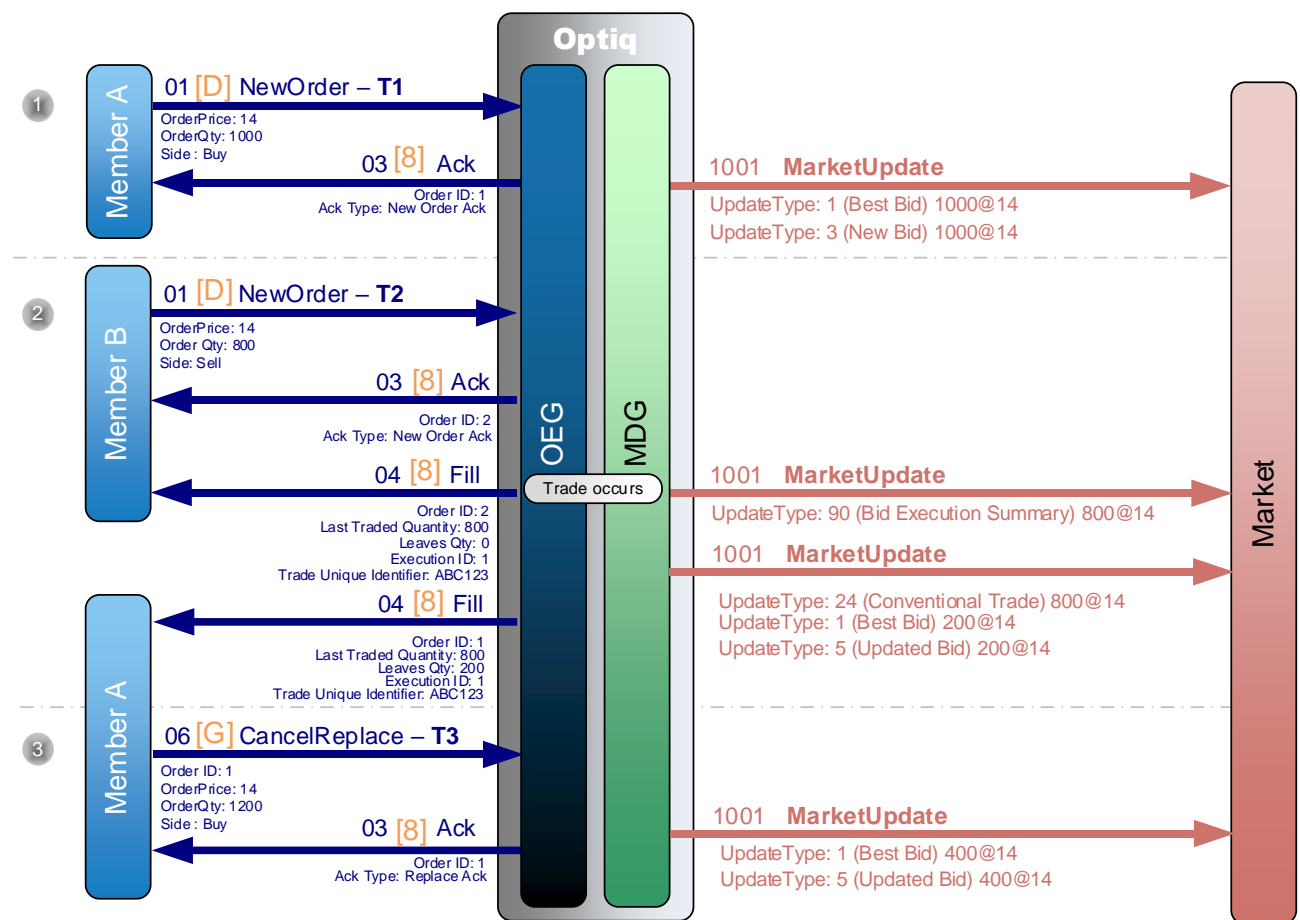 Optiq
1
Member A
01 [D] NewOrder – T1
OrderPrice: 14
OrderQty: 1000
Side : Buy
03 [8] Ack
Order ID: 1
Ack Type: New Order Ack
1001 MarketUpdate
UpdateType: 1 (Best Bid) 1000@14
UpdateType: 3 (New Bid) 1000@14
2
Member B
01 [D] NewOrder – T2
OrderPrice: 14
Order Qty: 800
Side: Sell
03 [8] Ack
Order ID: 2
Ack Type: New Order Ack
OEG
MDG
Market
04 [8] Fill
Trade occurs
Order ID: 2
Last Traded Quantity: 800
Leaves Qty: 0
Execution ID: 1
Trade Unique Identifier: ABC123
1001 MarketUpdate
UpdateType: 90 (Bid Execution Summary) 800@14
1001 MarketUpdate
UpdateType: 24 (Conventional Trade) 800@14
UpdateType: 1 (Best Bid) 200@14
UpdateType: 5 (Updated Bid) 200@14
Member A
04 [8] Fill
Order ID: 1
Last Traded Quantity: 800
Leaves Qty: 200
Execution ID: 1
Trade Unique Identifier: ABC123
3
06 [G] CancelReplace – T3
Order ID: 1
OrderPrice: 14
OrderQty: 1200
Side : Buy
03 [8] Ack
Order ID: 1
Ack Type: Replace Ack
1001 MarketUpdate
UpdateType: 1 (Best Bid) 400@14
UpdateType: 5 (Updated Bid) 400@14